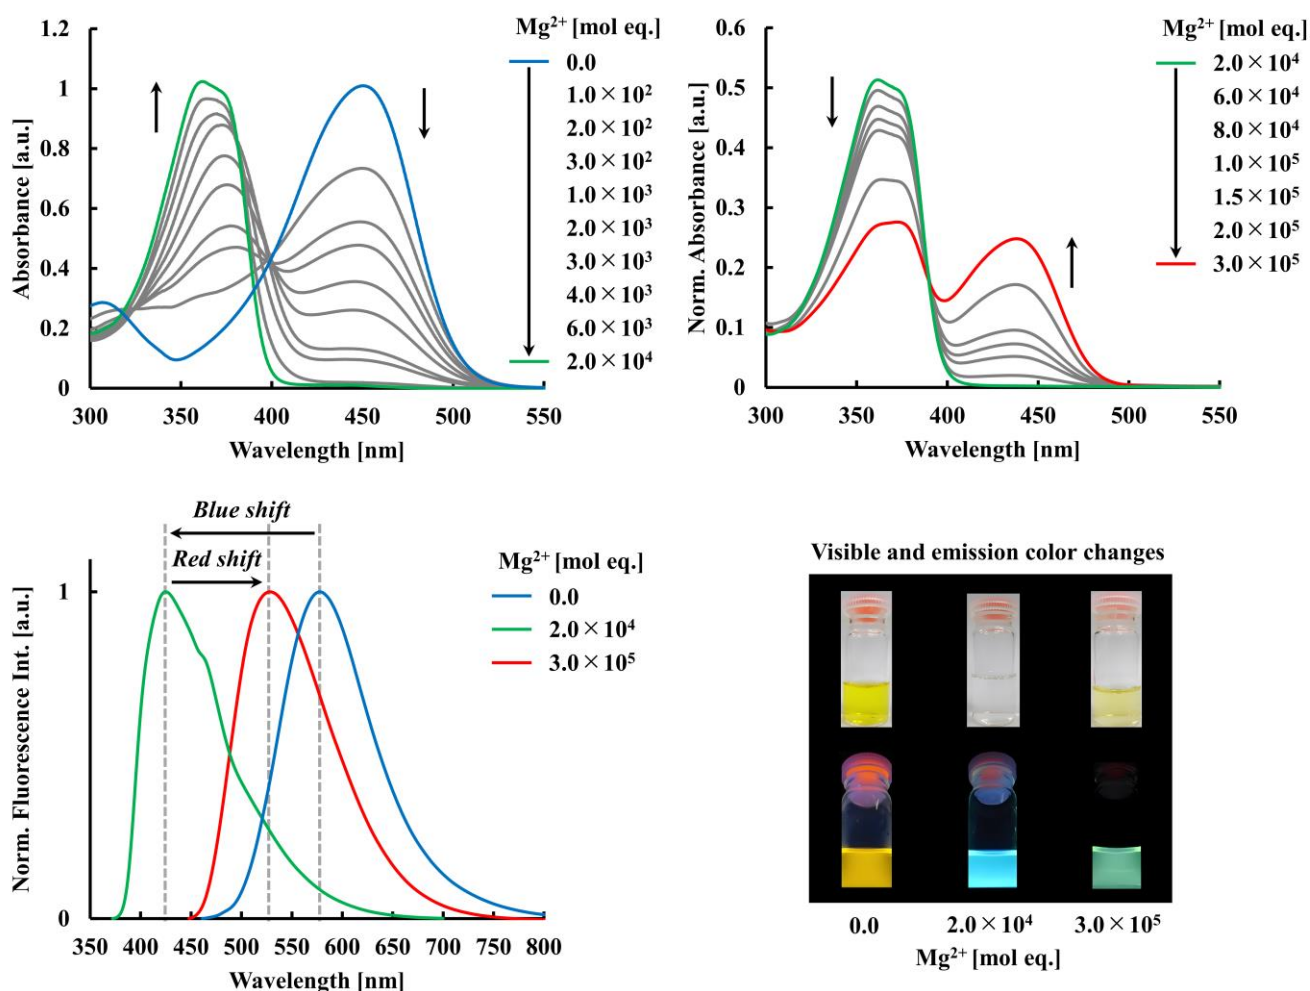 Mg²⁺ [mol eq.]
0.0
1.0×10²
2.0×10²
3.0×10²
1.0×10³
2.0×10³
3.0×10³
4.0×10³
6.0×10³
2.0×10⁴
Absorbance [a.u.]
1.2
1
0.8
0.6
0.4
0.2
0
300 350 400 450 500 550
Wavelength [nm]
Mg²⁺ [mol eq.]
2.0×10⁴
6.0×10⁴
8.0×10⁴
1.0×10⁵
1.5×10⁵
2.0×10⁵
3.0×10⁵
Norm. Absorbance [a.u.]
0.6
0.5
0.4
0.3
0.2
0.1
0
300 350 400 450 500 550
Wavelength [nm]
Blue shift
Red shift
Mg²⁺ [mol eq.]
0.0
2.0×10⁴
3.0×10⁵
Norm. Fluorescence Int. [a.u.]
1
0
350 400 450 500 550 600 650 700 750 800
Wavelength [nm]
Visible and emission color changes
0.0 2.0×10⁴ 3.0×10⁵
Mg²⁺ [mol eq.]